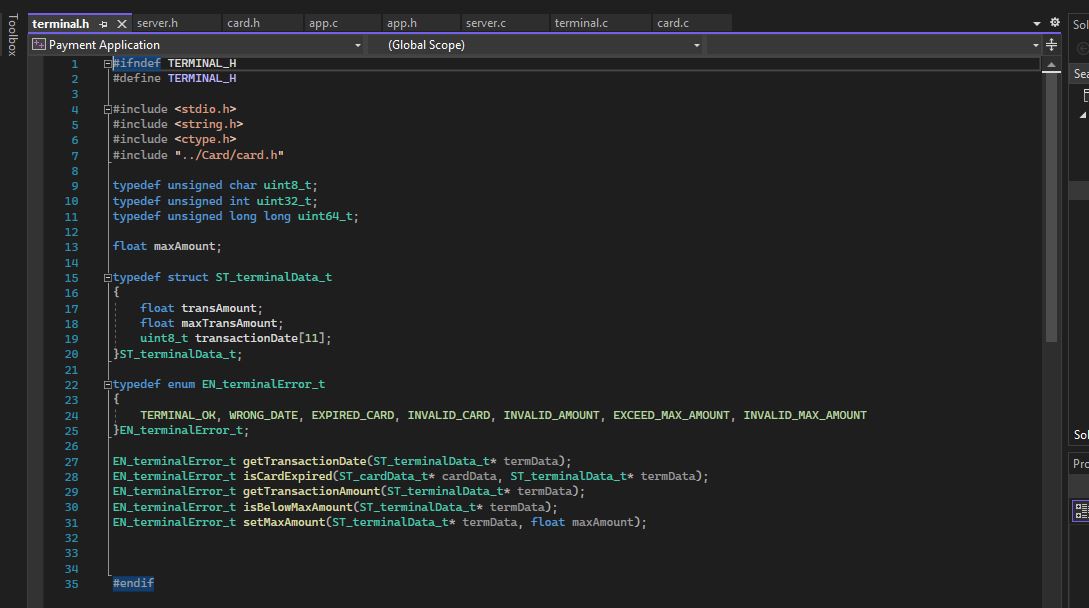 Toolbox
terminal.h server.h card.h app.c app.h server.c terminal.c card.c
Payment Application (Global Scope)
1 #ifndef TERMINAL_H
2 #define TERMINAL_H
3
4 #include <stdio.h>
5 #include <string.h>
6 #include <ctype.h>
7 #include "../Card/card.h"
8
9 typedef unsigned char uint8_t;
10 typedef unsigned int uint32_t;
11 typedef unsigned long long uint64_t;
12
13 float maxAmount;
14
15 typedef struct ST_terminalData_t
16 {
17 float transAmount;
18 float maxTransAmount;
19 uint8_t transactionDate[11];
20 }ST_terminalData_t;
21
22 typedef enum EN_terminalError_t
23 {
24 TERMINAL_OK, WRONG_DATE, EXPIRED_CARD, INVALID_CARD, INVALID_AMOUNT, EXCEED_MAX_AMOUNT, INVALID_MAX_AMOUNT
25 }EN_terminalError_t;
26
27 EN_terminalError_t getTransactionDate(ST_terminalData_t* termData);
28 EN_terminalError_t isCardExpired(ST_cardData_t* cardData, ST_terminalData_t* termData);
29 EN_terminalError_t getTransactionAmount(ST_terminalData_t* termData);
30 EN_terminalError_t isBelowMaxAmount(ST_terminalData_t* termData);
31 EN_terminalError_t setMaxAmount(ST_terminalData_t* termData, float maxAmount);
32
33
34
35 #endif
Sol
Sea
Sol
Pro